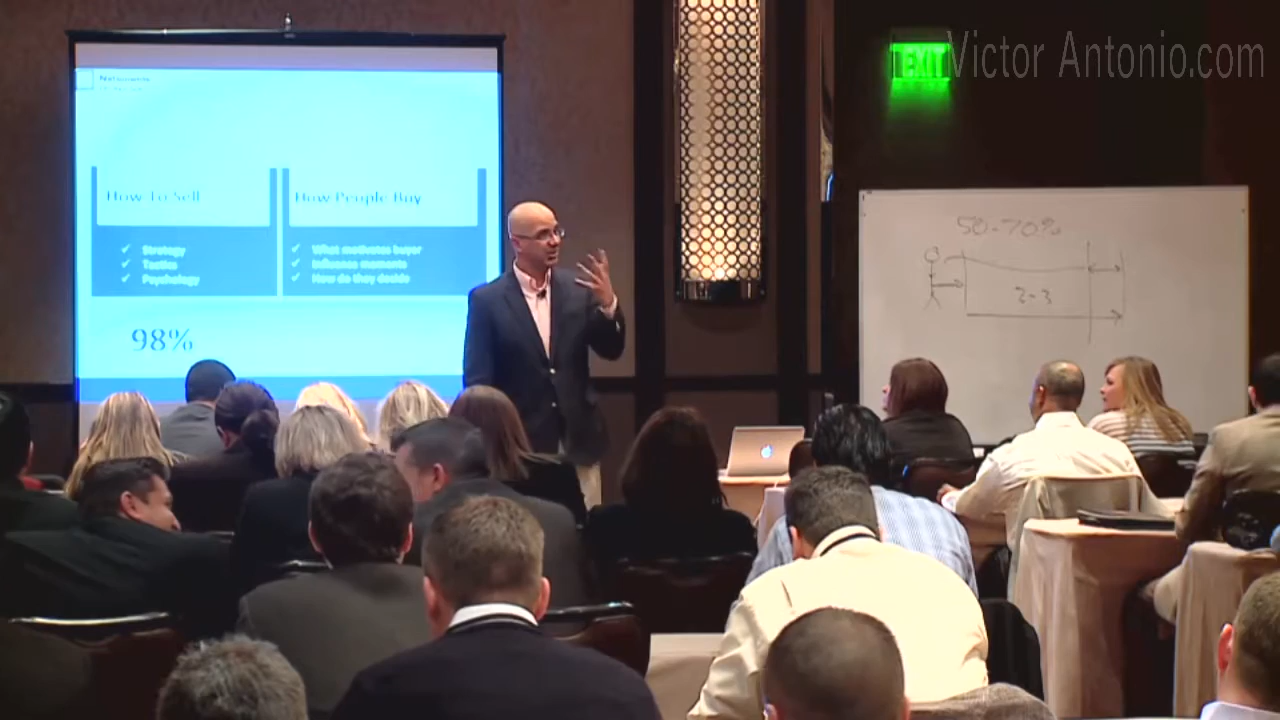 EXIT
Victor Antonio.com
How To Sell
Strategy
Tactics
Psychology
How People Buy
What motivates buyer
Influence moments
How do they decide
98%
50-70%
2-3